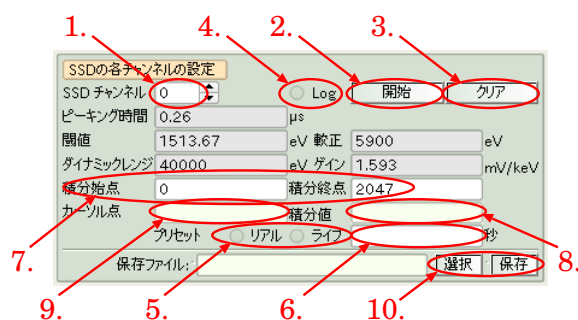 1. 4. 2. 3.
SSDの各チャンネルの設定
SSD チャンネル 0 Log 開始 クリア
ピーキング時間 0.26 μs
閾値 1513.67 eV 較正 5900 eV
ダイナミックレンジ 40000 eV ゲイン 1.593 mV/keV
積分始点 0 積分終点 2047
カーソル点 積分値
7. プリセット リアル ライブ 秒 8.
保存ファイル: 選択 保存
9. 5. 6. 10.